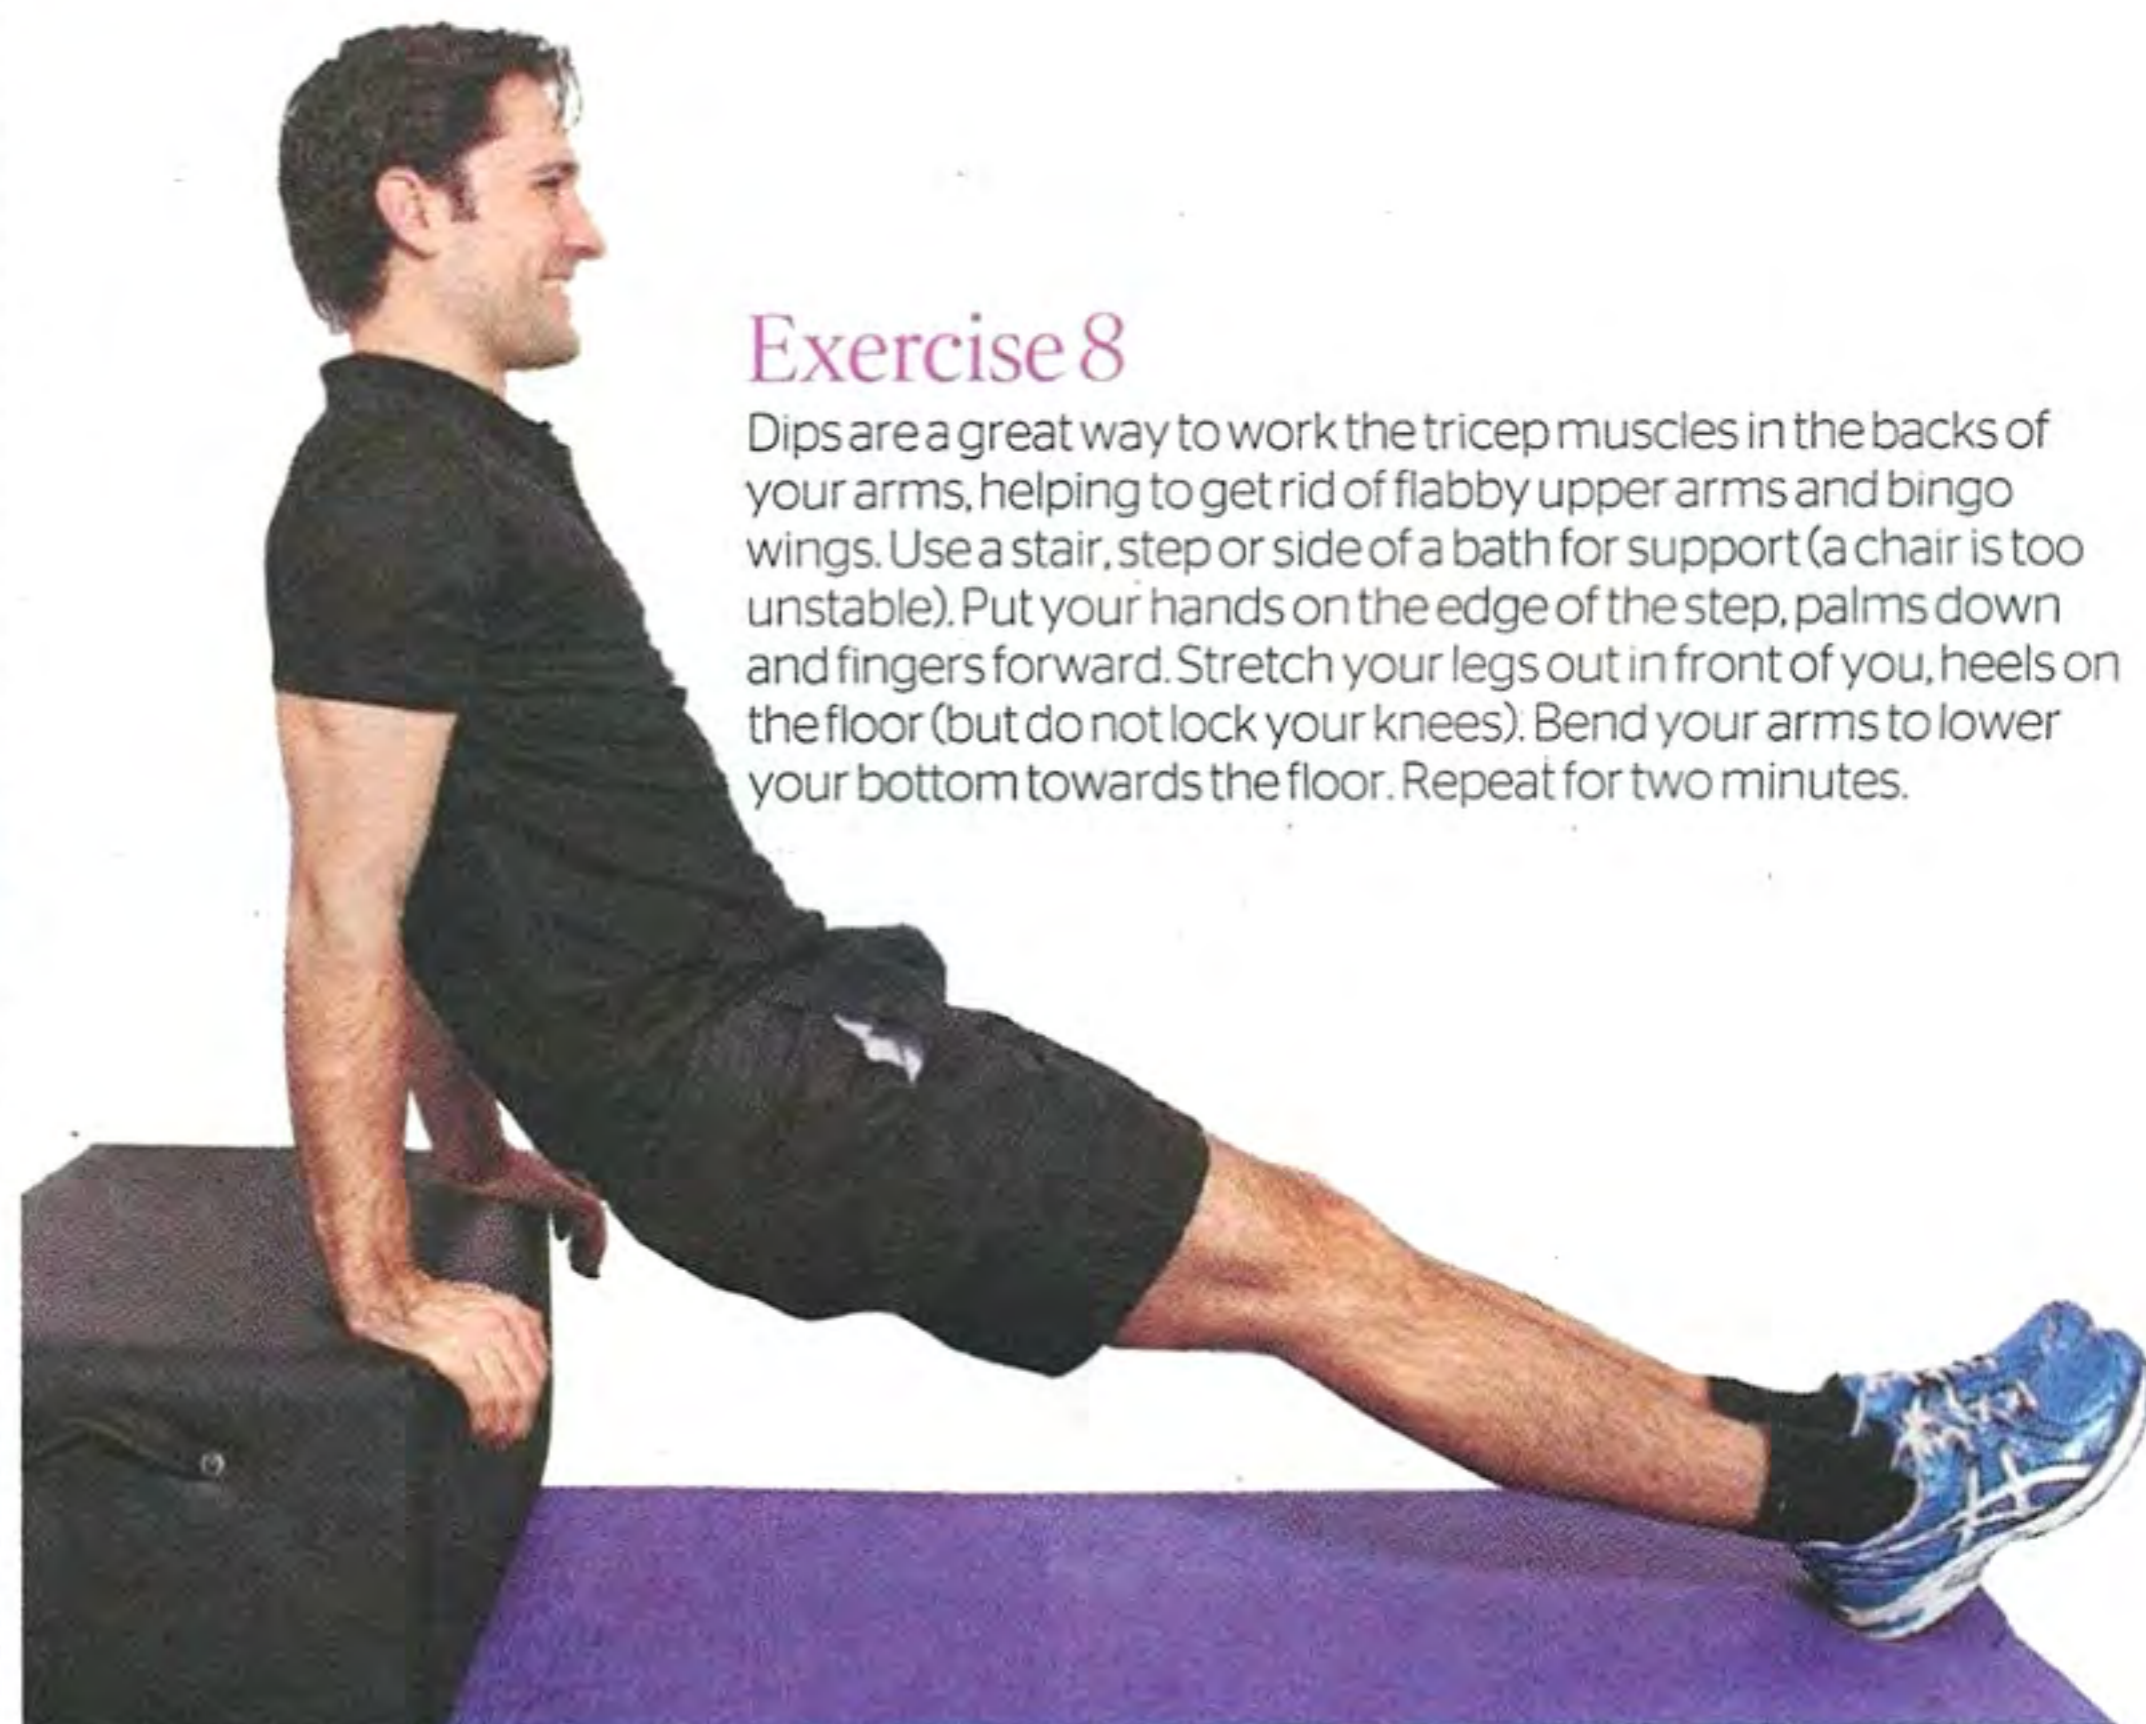 Exercise 8
Dips are a great way to work the tricep muscles in the backs of
your arms, helping to get rid of flabby upper arms and bingo
wings. Use a stair, step or side of a bath for support (a chair is too
unstable). Put your hands on the edge of the step, palms down
and fingers forward. Stretch your legs out in front of you, heels on
the floor (but do not lock your knees). Bend your arms to lower
your bottom towards the floor. Repeat for two minutes.